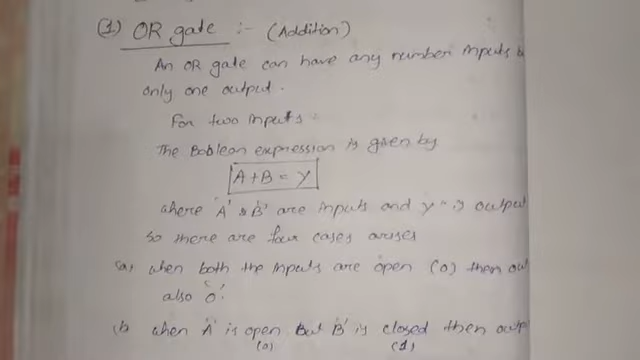 (1) OR gate :- (Addition)
An OR gate can have any number inputs b
only one output.
For two inputs :
The Boolean expression is given by
A+B = Y
where 'A' & 'B' are inputs and y" is output
so there are four cases arises
(a) when both the inputs are open (0) then out
also 'o'.
(b) when 'A' is open But 'B' is closed then outp
(0) (1)